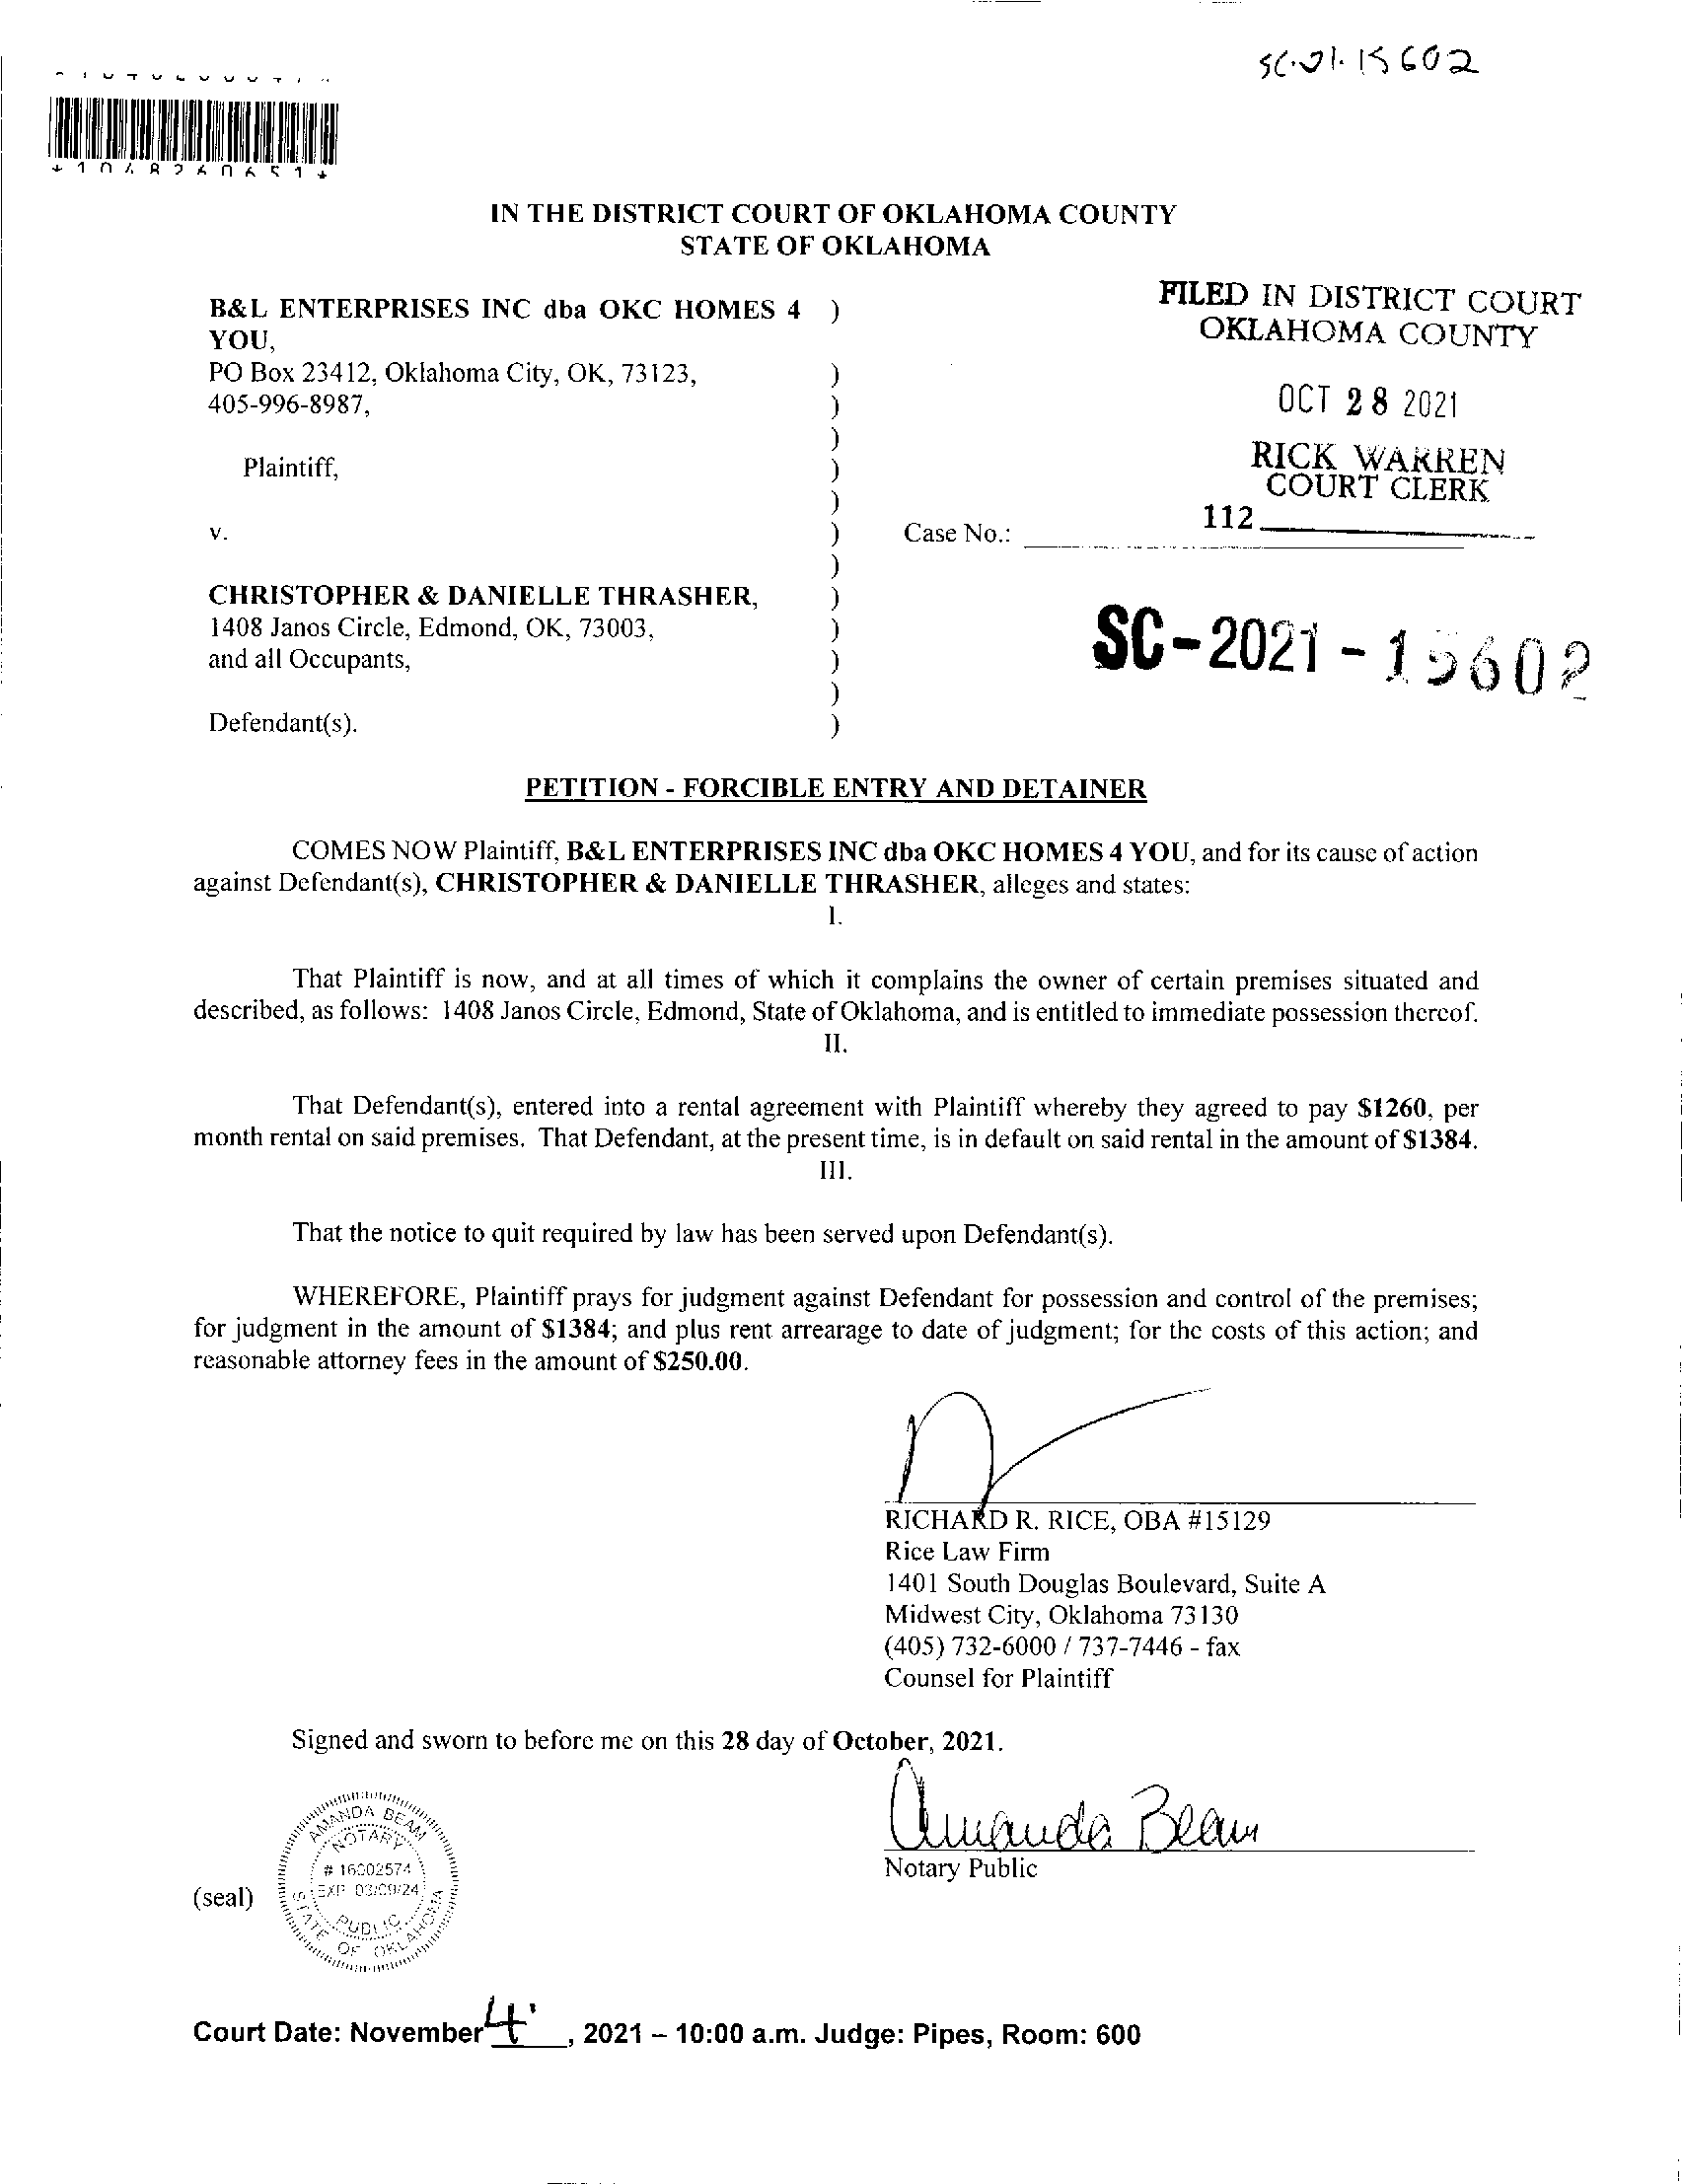 SC-21-15602
IN THE DISTRICT COURT OF OKLAHOMA COUNTY
STATE OF OKLAHOMA
FILED IN DISTRICT COURT
OKLAHOMA COUNTY
OCT 28 2021
RICK WARREN
COURT CLERK
112
B&L ENTERPRISES INC dba OKC HOMES 4 )
YOU,
PO Box 23412, Oklahoma City, OK, 73123, )
405-996-8987, )
)
Plaintiff, )
)
v. ) Case No.:
)
CHRISTOPHER & DANIELLE THRASHER, )
1408 Janos Circle, Edmond, OK, 73003, )
and all Occupants, )
)
Defendant(s). )
SC-2021-15602
PETITION - FORCIBLE ENTRY AND DETAINER
COMES NOW Plaintiff, B&L ENTERPRISES INC dba OKC HOMES 4 YOU, and for its cause of action
against Defendant(s), CHRISTOPHER & DANIELLE THRASHER, alleges and states:
I.
That Plaintiff is now, and at all times of which it complains the owner of certain premises situated and
described, as follows: 1408 Janos Circle, Edmond, State of Oklahoma, and is entitled to immediate possession thereof.
II.
That Defendant(s), entered into a rental agreement with Plaintiff whereby they agreed to pay $1260, per
month rental on said premises. That Defendant, at the present time, is in default on said rental in the amount of $1384.
III.
That the notice to quit required by law has been served upon Defendant(s).
WHEREFORE, Plaintiff prays for judgment against Defendant for possession and control of the premises;
for judgment in the amount of $1384; and plus rent arrearage to date of judgment; for the costs of this action; and
reasonable attorney fees in the amount of $250.00.
RICHARD R. RICE, OBA #15129
Rice Law Firm
1401 South Douglas Boulevard, Suite A
Midwest City, Oklahoma 73130
(405) 732-6000 / 737-7446 - fax
Counsel for Plaintiff
Signed and sworn to before me on this 28 day of October, 2021.
Amanda Beam
Notary Public
(seal)
AMANDA BEAM
NOTARY
# 16002574
EXP 03/09/24
PUBLIC
STATE OF OKLAHOMA
Court Date: November 4, 2021 – 10:00 a.m. Judge: Pipes, Room: 600